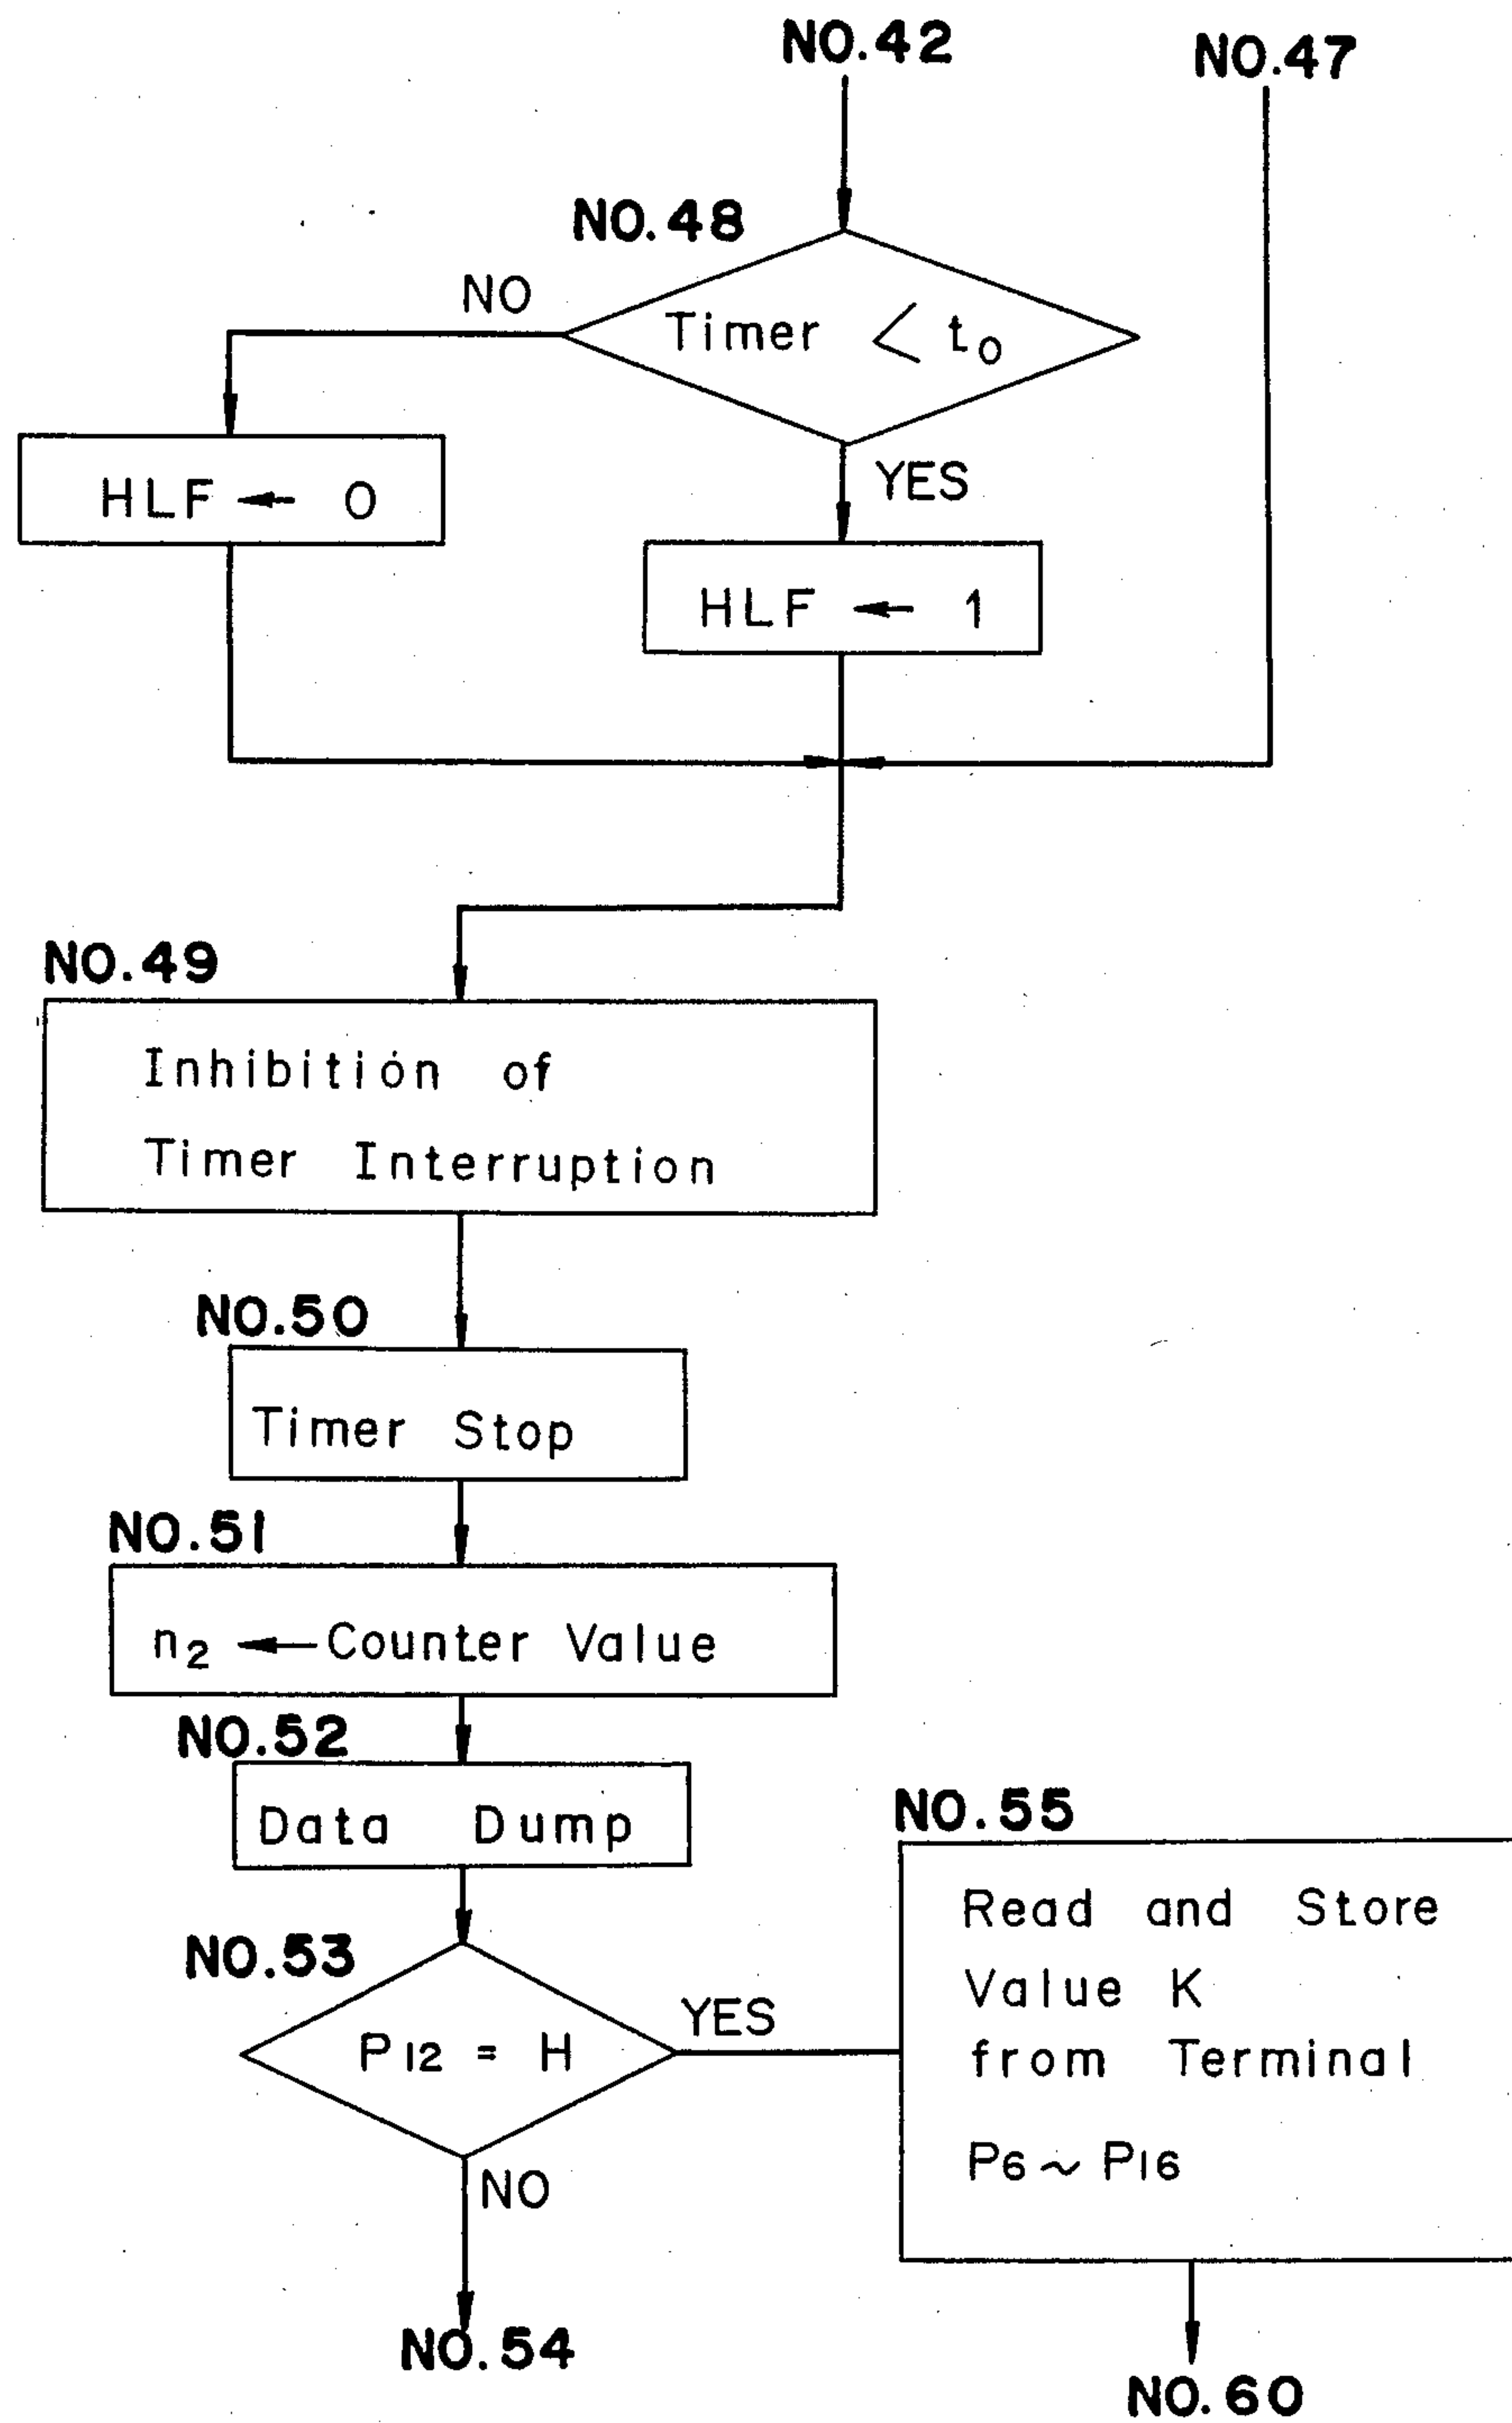 NO.42
NO.47
NO.48
NO
Timer < t₀
YES
HLF ← 0
HLF ← 1
NO.49
Inhibition of
Timer Interruption
NO.50
Timer Stop
NO.51
n₂ ← Counter Value
NO.52
Data Dump
NO.55
Read and Store
Value K
from Terminal
P₆ ~ P₁₆
NO.53
YES
P₁₂ = H
NO
NO.54
NO.60